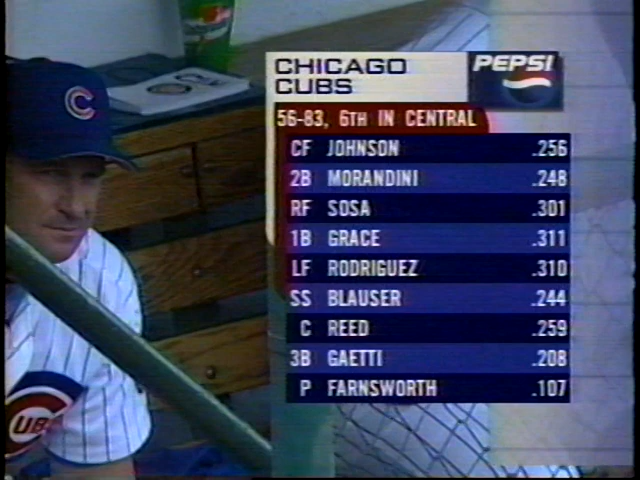 CHICAGO
CUBS
PEPSI
56-83, 6TH IN CENTRAL
CF JOHNSON .256
2B MORANDINI .248
RF SOSA .301
1B GRACE .311
LF RODRIGUEZ .310
SS BLAUSER .244
C REED .259
3B GAETTI .208
P FARNSWORTH .107
C
UBS